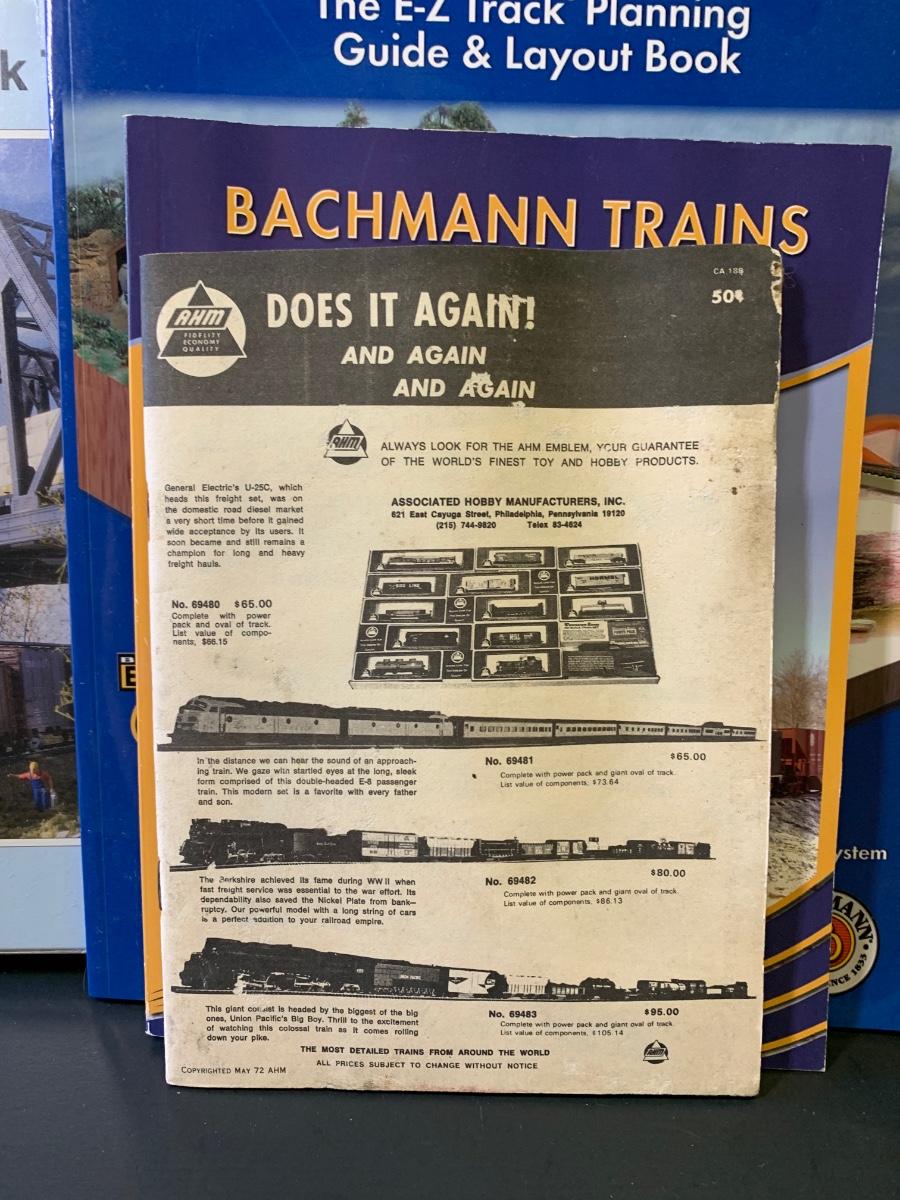 The E-Z Track Planning
Guide & Layout Book
k
BACHMANN TRAINS
CA 188
50¢
AHM
FIDELITY
ECONOMY
QUALITY
DOES IT AGAIN!
AND AGAIN
AND AGAIN
AHM
ALWAYS LOOK FOR THE AHM EMBLEM, YOUR GUARANTEE
OF THE WORLD'S FINEST TOY AND HOBBY PRODUCTS.
General Electric's U-25C, which
heads this freight set, was on
the domestic road diesel market
a very short time before it gained
wide acceptance by its users. It
soon became and still remains a
champion for long and heavy
freight hauls.
ASSOCIATED HOBBY MANUFACTURERS, INC.
621 East Cayuga Street, Philadelphia, Pennsylvania 19120
(215) 744-9820 Telex 83-4624
SOO LINE
HORMEL
No. 69480 $65.00
Complete with power
pack and oval of track.
List value of compo-
nents, $66.15
In the distance we can hear the sound of an approach-
ing train. We gaze with startled eyes at the long, sleek
form comprised of this double-headed E-8 passenger
train. This modern set is a favorite with every father
and son.
No. 69481 $65.00
Complete with power pack and giant oval of track.
List value of components, $73.64
The Berkshire achieved its fame during WW II when
fast freight service was essential to the war effort. Its
dependability also saved the Nickel Plate from bank-
ruptcy. Our powerful model with a long string of cars
is a perfect addition to your railroad empire.
No. 69482 $80.00
Complete with power pack and giant oval of track.
List value of components, $86.13
ystem
MANN
NCE 1833
UNION PACIFIC
This giant consist is headed by the biggest of the big
ones, Union Pacific's Big Boy. Thrill to the excitement
of watching this colossal train as it comes rolling
down your pike.
No. 69483 $95.00
Complete with power pack and giant oval of track.
List value of components, $105.14
THE MOST DETAILED TRAINS FROM AROUND THE WORLD
ALL PRICES SUBJECT TO CHANGE WITHOUT NOTICE
AHM
COPYRIGHTED MAY 72 AHM